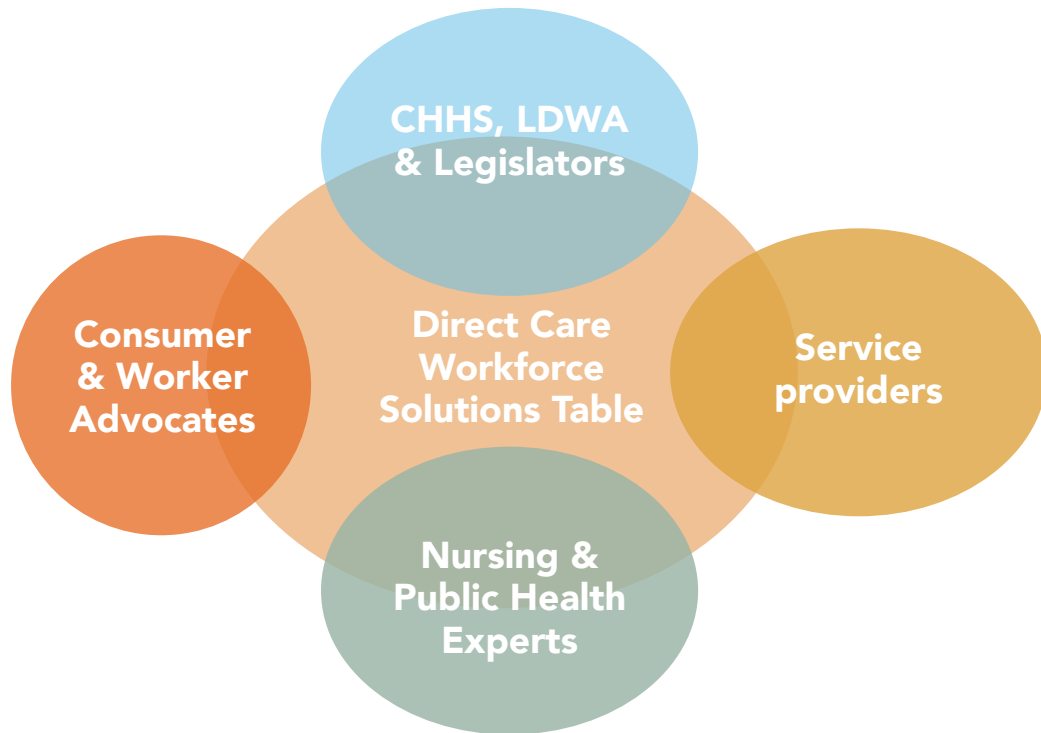 CHHS, LDWA
& Legislators
Consumer
& Worker
Advocates
Direct Care
Workforce
Solutions Table
Service
providers
Nursing &
Public Health
Experts